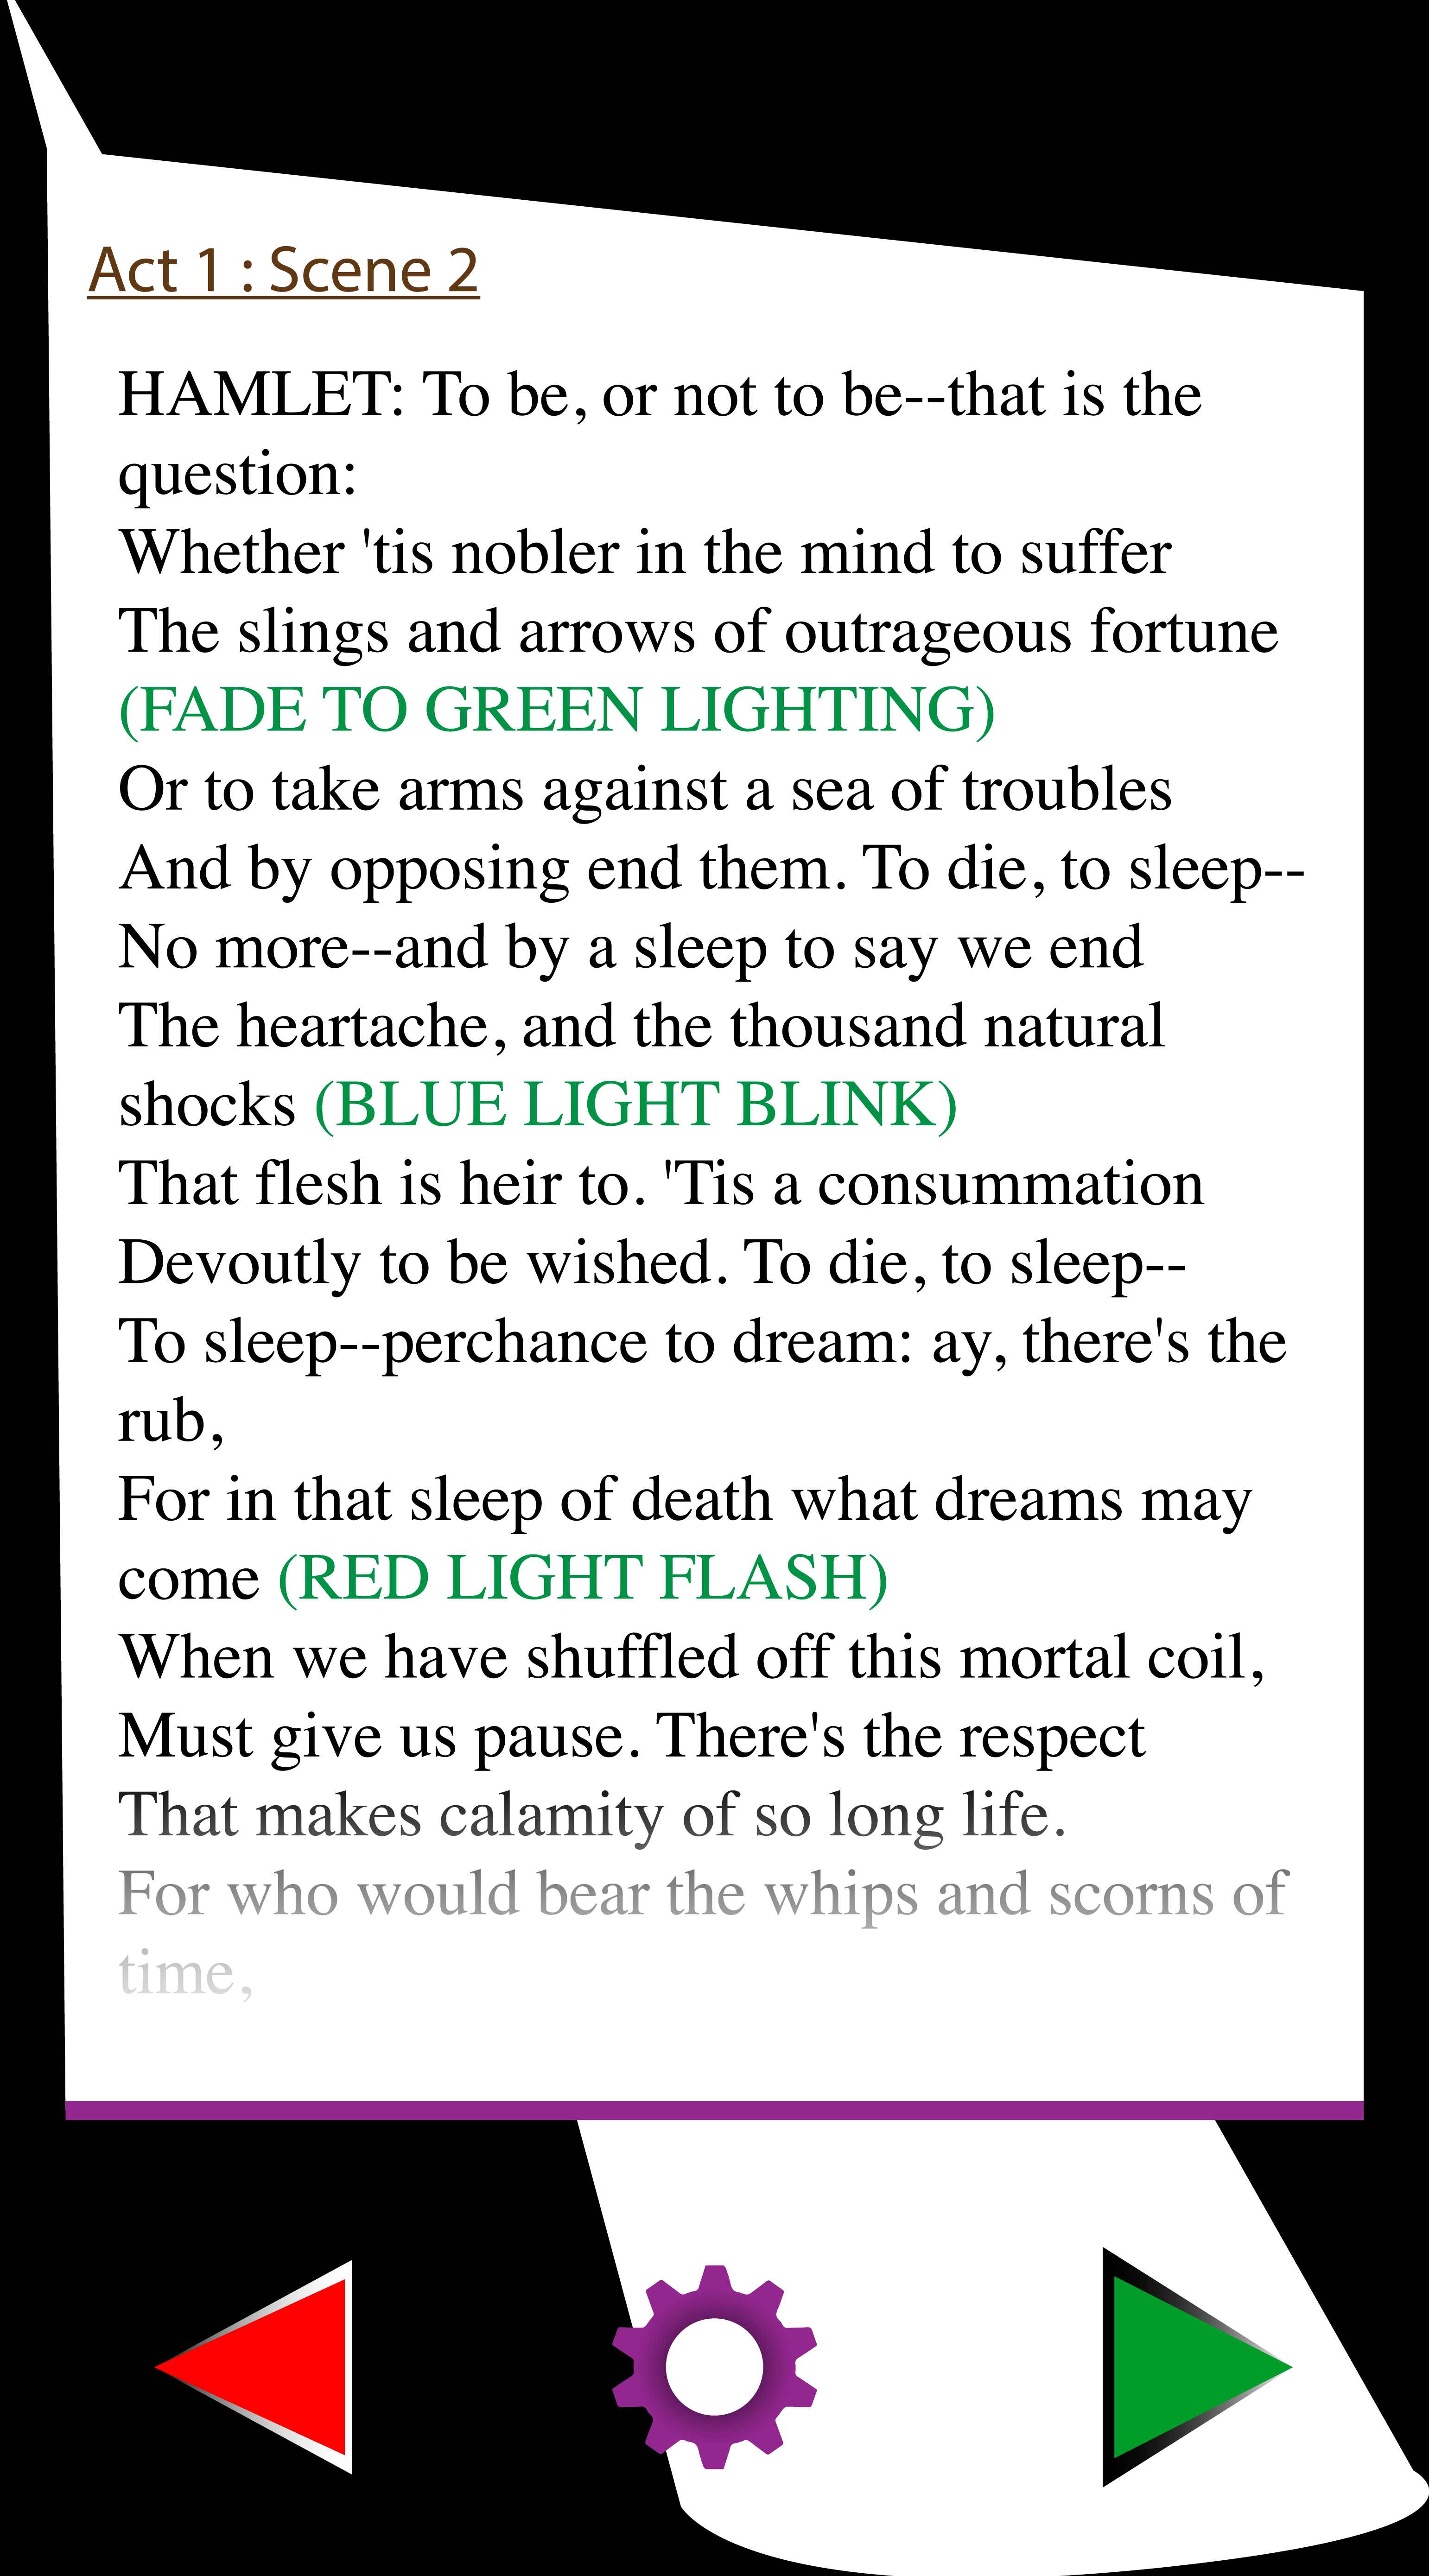 Act 1 : Scene 2
HAMLET: To be, or not to be--that is the
question:
Whether 'tis nobler in the mind to suffer
The slings and arrows of outrageous fortune
(FADE TO GREEN LIGHTING)
Or to take arms against a sea of troubles
And by opposing end them. To die, to sleep--
No more--and by a sleep to say we end
The heartache, and the thousand natural
shocks (BLUE LIGHT BLINK)
That flesh is heir to. 'Tis a consummation
Devoutly to be wished. To die, to sleep--
To sleep--perchance to dream: ay, there's the
rub,
For in that sleep of death what dreams may
come (RED LIGHT FLASH)
When we have shuffled off this mortal coil,
Must give us pause. There's the respect
That makes calamity of so long life.
For who would bear the whips and scorns of
time,